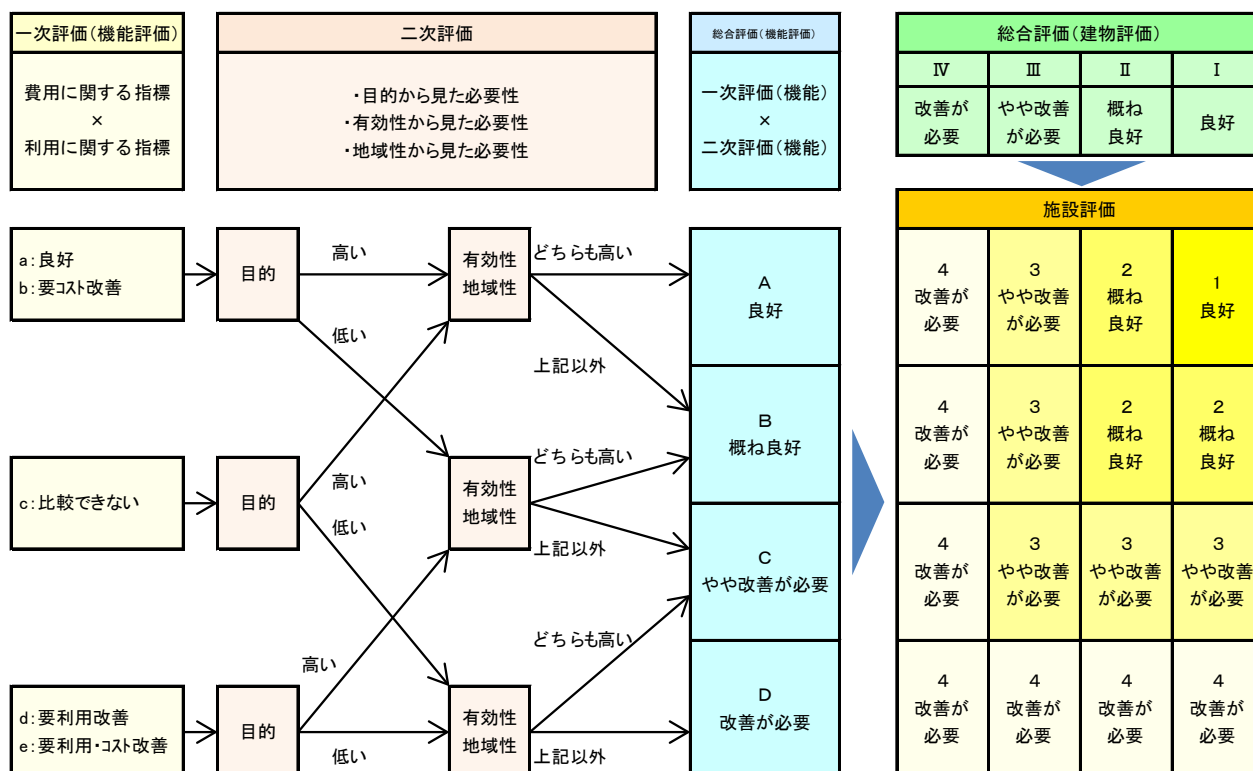 一次評価(機能評価)
費用に関する指標
×
利用に関する指標
二次評価
・目的から見た必要性
・有効性から見た必要性
・地域性から見た必要性
総合評価(機能評価)
一次評価(機能)
×
二次評価(機能)
総合評価(建物評価)
Ⅳ Ⅲ Ⅱ Ⅰ
改善が
必要
やや改善
が必要
概ね
良好
良好
施設評価
a:良好
b:要コスト改善
目的
高い
低い
有効性
地域性
どちらも高い
上記以外
A
良好
4
改善が
必要
3
やや改善
が必要
2
概ね
良好
1
良好
c:比較できない
目的
高い
低い
有効性
地域性
どちらも高い
上記以外
B
概ね良好
4
改善が
必要
3
やや改善
が必要
2
概ね
良好
2
概ね
良好
C
やや改善が必要
4
改善が
必要
3
やや改善
が必要
3
やや改善
が必要
3
やや改善
が必要
d:要利用改善
e:要利用・コスト改善
目的
高い
低い
有効性
地域性
どちらも高い
上記以外
D
改善が必要
4
改善が
必要
4
改善が
必要
4
改善が
必要
4
改善が
必要